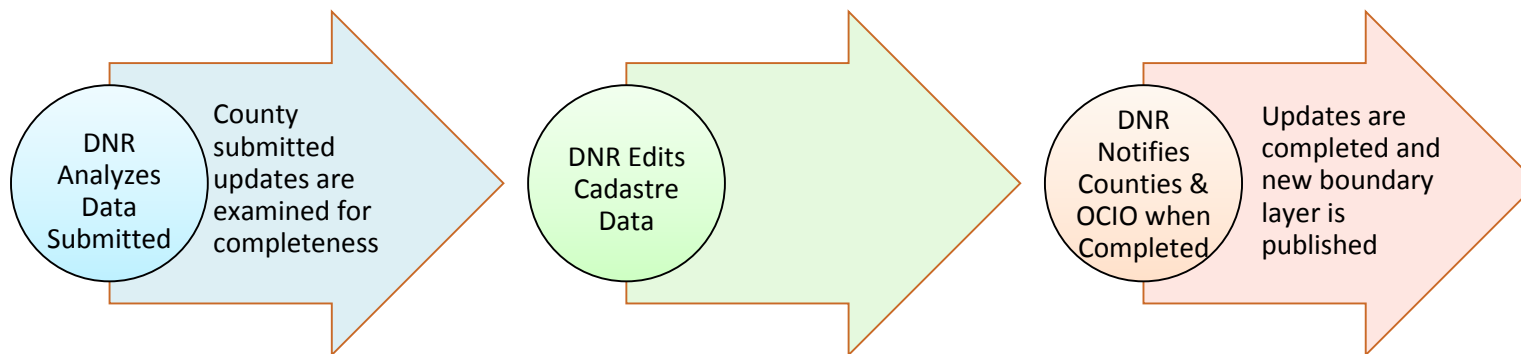 DNR
Analyzes
Data
Submitted
County
submitted
updates are
examined for
completeness
DNR Edits
Cadastre
Data
DNR
Notifies
Counties &
OCIO when
Completed
Updates are
completed and
new boundary
layer is
published